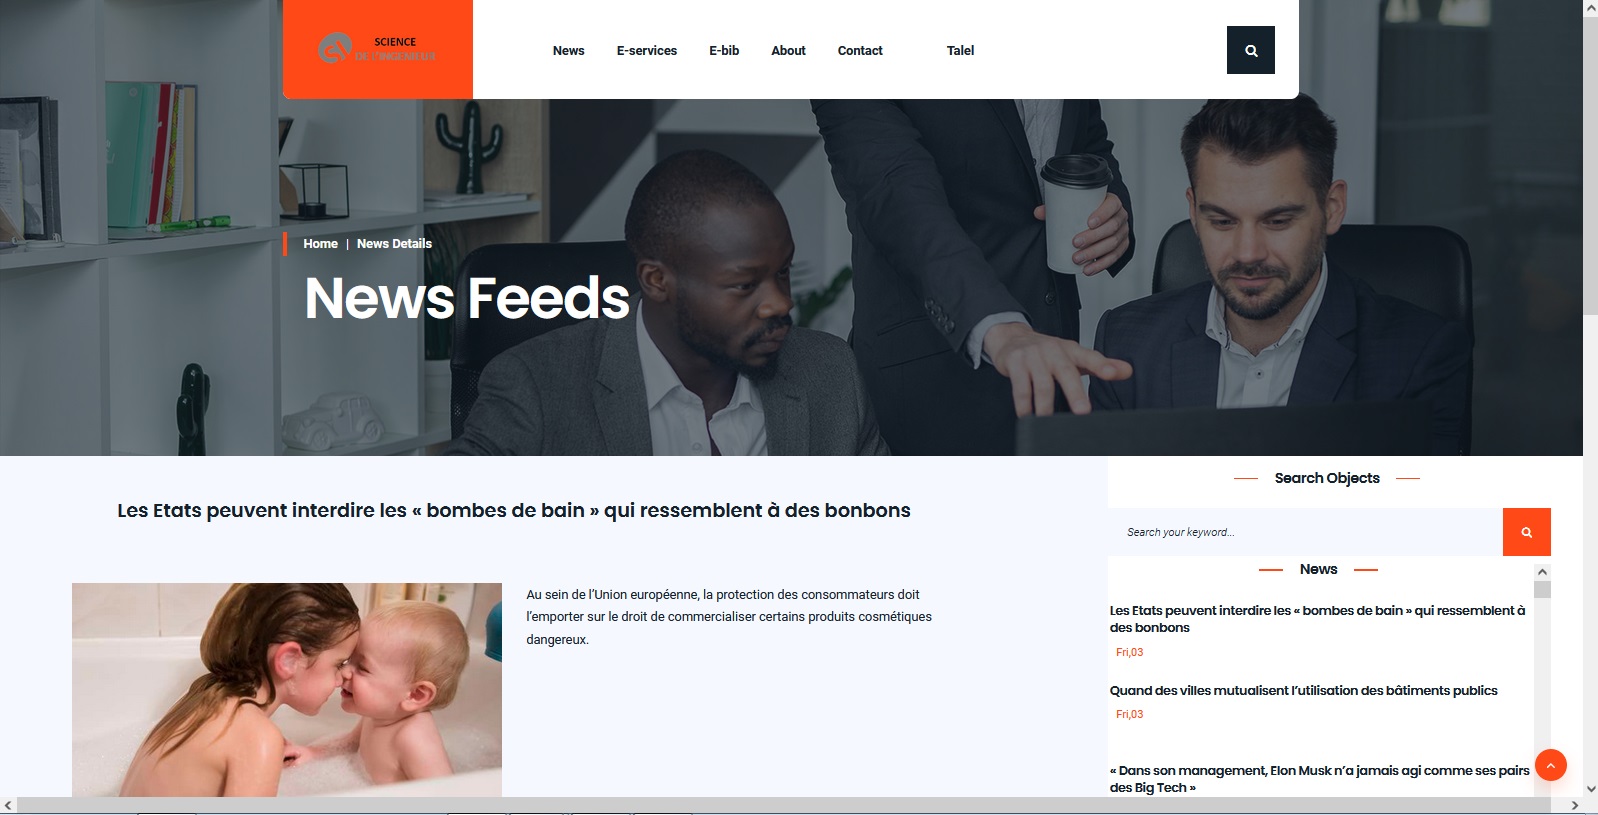 SCIENCE
DE L'INGENIEUR
News E-services E-bib About Contact Talel
Home | News Details
News Feeds
Les Etats peuvent interdire les « bombes de bain » qui ressemblent à des bonbons
Au sein de l’Union européenne, la protection des consommateurs doit
l’emporter sur le droit de commercialiser certains produits cosmétiques
dangereux.
Search Objects
Search your keyword...
News
Les Etats peuvent interdire les « bombes de bain » qui ressemblent à
des bonbons
Fri,03
Quand des villes mutualisent l’utilisation des bâtiments publics
Fri,03
« Dans son management, Elon Musk n’a jamais agi comme ses pairs
des Big Tech »